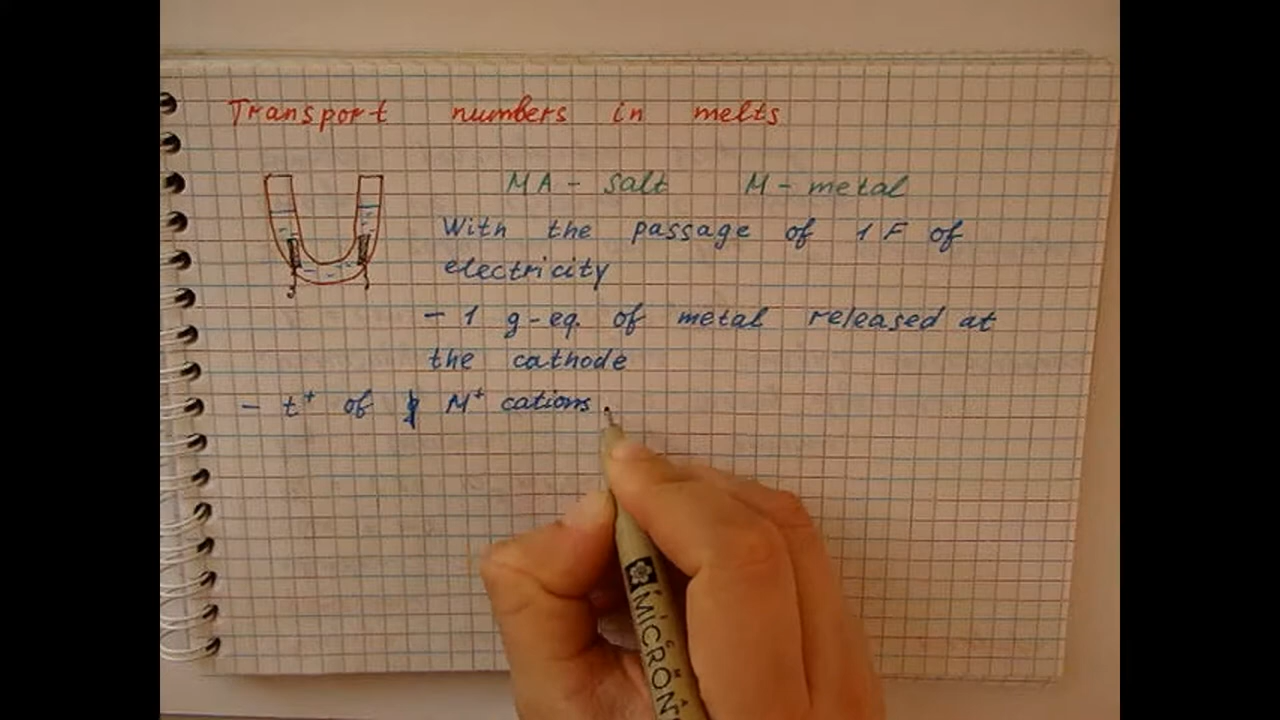 Transport numbers in melts
MA - salt M - metal
With the passage of 1 F of
electricity
- 1 g-eq. of metal released at
the cathode
- t⁺ of M⁺ cations
MICRON